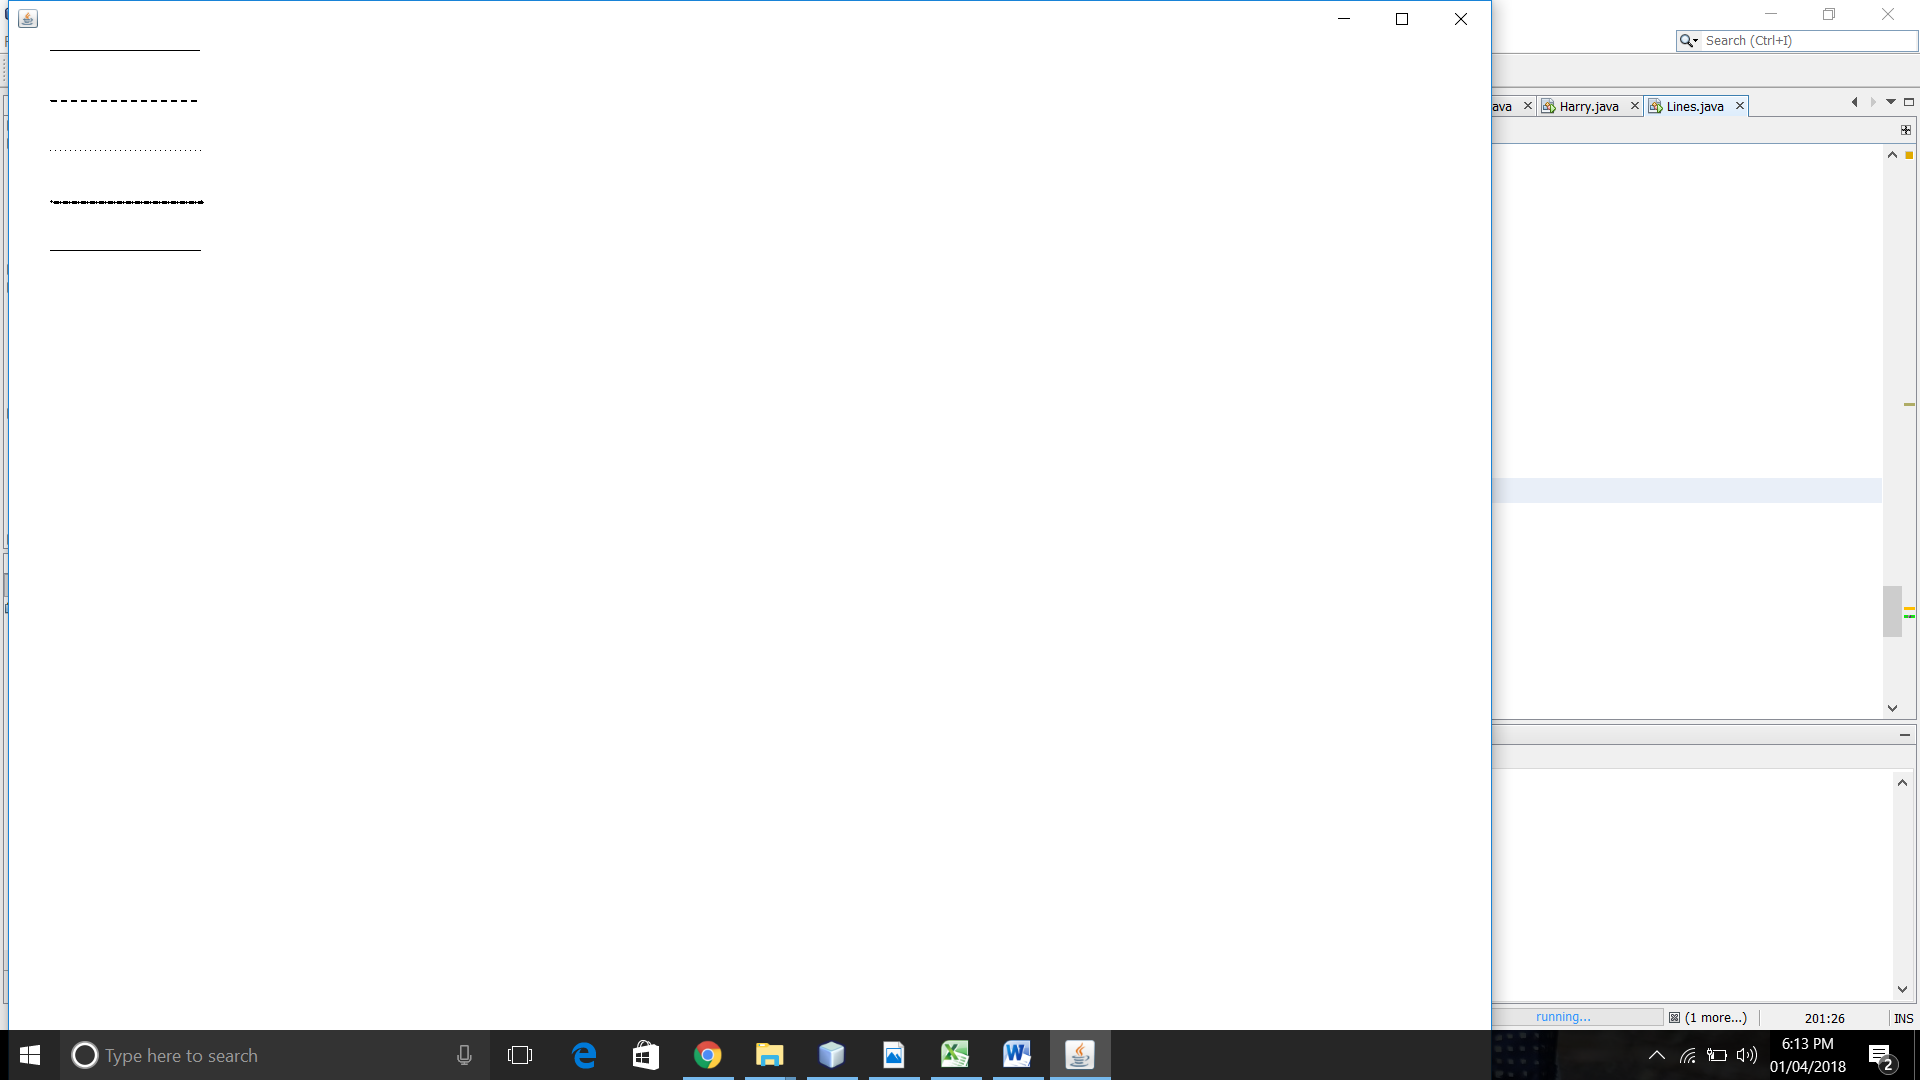 Search (Ctrl+I)
ava
Harry.java
Lines.java
running...
(1 more...)
201:26
INS
Type here to search
6:13 PM
01/04/2018
2